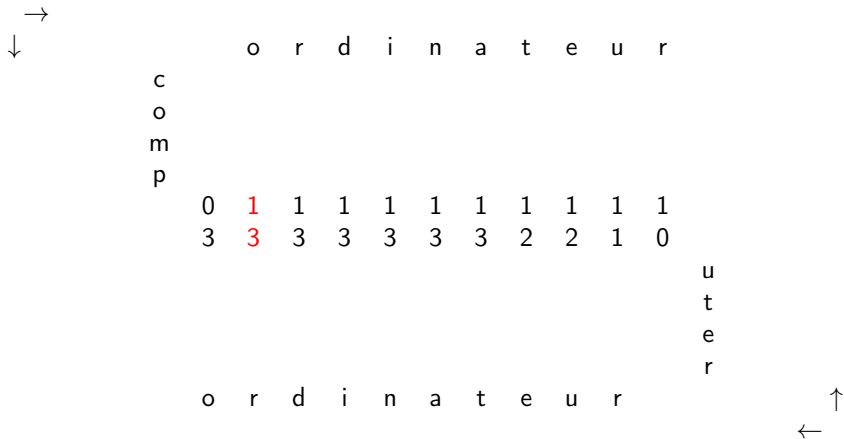 →
↓ o r d i n a t e u r
c
o
m
p
0 1 1 1 1 1 1 1 1 1 1
3 3 3 3 3 3 3 2 2 1 0
u
t
e
r
o r d i n a t e u r ↑
←